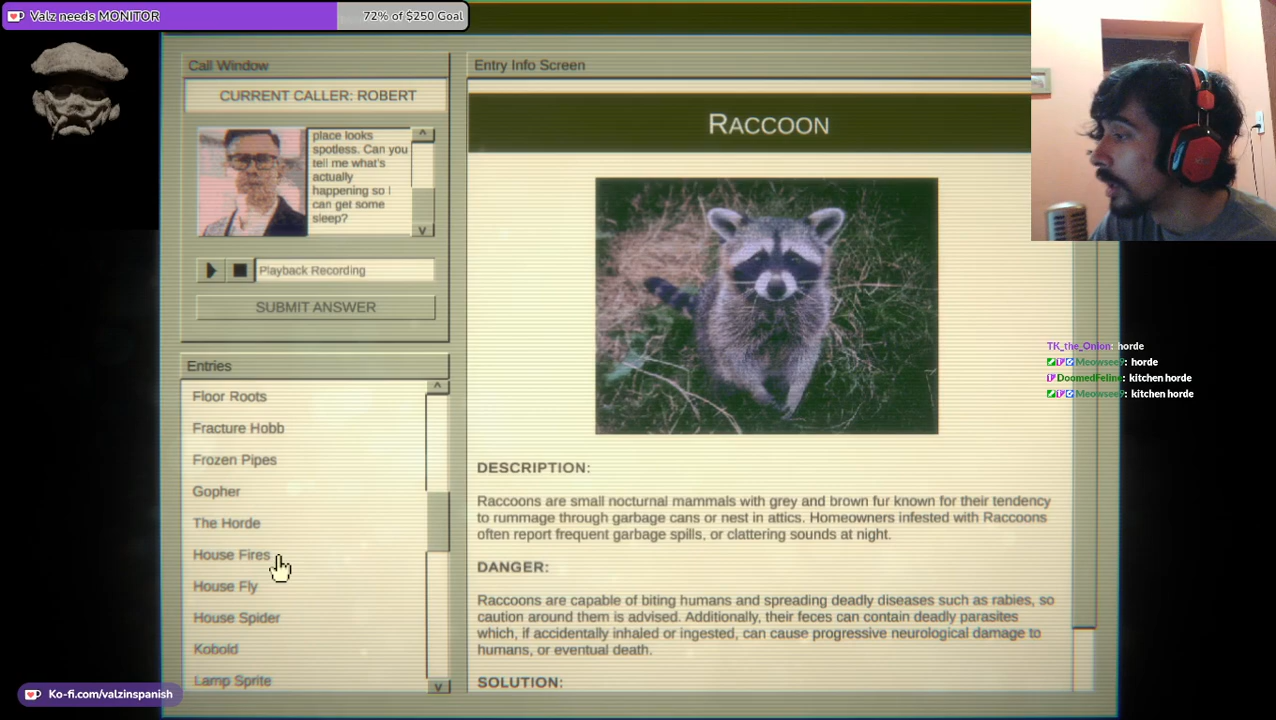 Valz needs MONITOR
72% of $250 Goal
Call Window
CURRENT CALLER: ROBERT
place looks
spotless. Can you
tell me what's
actually
happening so I
can get some
sleep?
Playback Recording
SUBMIT ANSWER
Entries
Floor Roots
Fracture Hobb
Frozen Pipes
Gopher
The Horde
House Fires
House Fly
House Spider
Kobold
Lamp Sprite
Entry Info Screen
RACCOON
DESCRIPTION:
Raccoons are small nocturnal mammals with grey and brown fur known for their tendency
to rummage through garbage cans or nest in attics. Homeowners infested with Raccoons
often report frequent garbage spills, or clattering sounds at night.
DANGER:
Raccoons are capable of biting humans and spreading deadly diseases such as rabies, so
caution around them is advised. Additionally, their feces can contain deadly parasites
which, if accidentally inhaled or ingested, can cause progressive neurological damage to
humans, or eventual death.
SOLUTION:
TK_the_Onion: horde
Meowsee9: horde
DoomedFeline: kitchen horde
Meowsee9: kitchen horde
Ko-fi.com/valzinspanish